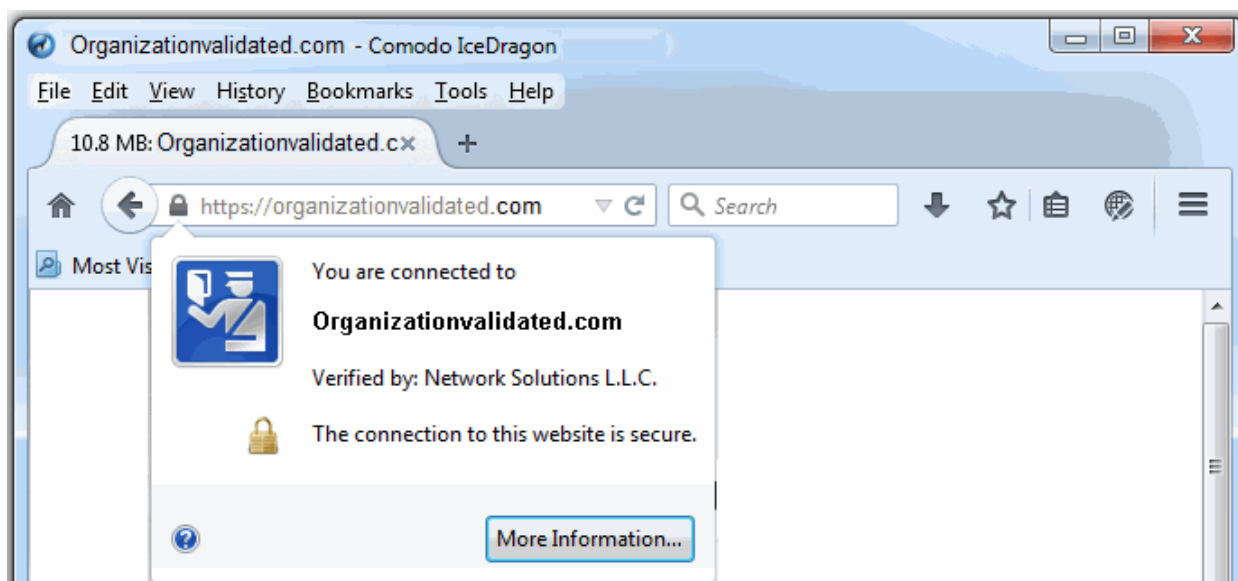 Organizationvalidated.com - Comodo IceDragon
File Edit View History Bookmarks Tools Help
10.8 MB: Organizationvalidated.c
https://organizationvalidated.com Search
Most Vis
You are connected to
Organizationvalidated.com
Verified by: Network Solutions L.L.C.
The connection to this website is secure.
More Information...